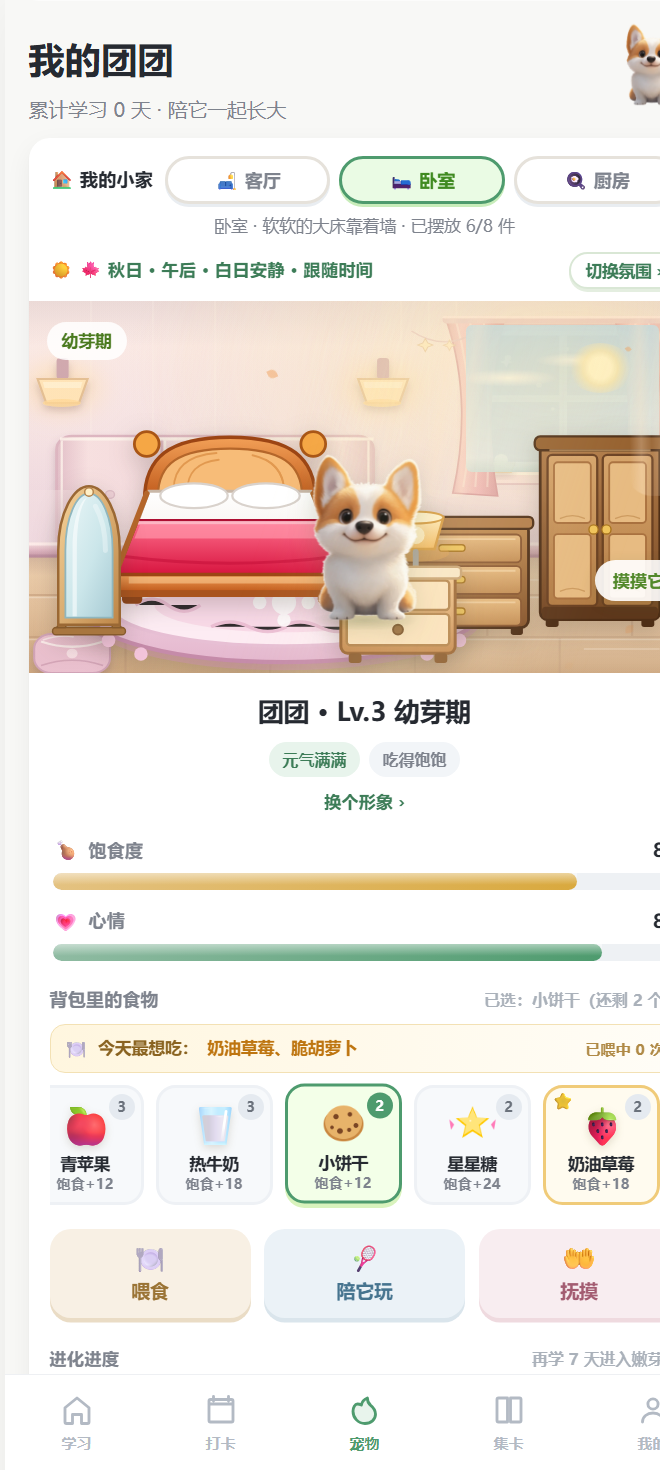 我的团团
累计学习 0 天 · 陪它一起长大
我的小家 客厅 卧室 厨房
卧室 · 软软的大床靠着墙 · 已摆放 6/8 件
秋日 • 午后 • 白日安静 • 跟随时间 切换氛围
幼芽期
摸摸它
团团 • Lv.3 幼芽期
元气满满 吃得饱饱
换个形象 ›
饱食度 8
心情 8
背包里的食物 已选：小饼干（还剩 2 个
今天最想吃： 奶油草莓、脆胡萝卜 已喂中 0 次
3 3 2 2 2
青苹果 热牛奶 小饼干 星星糖 奶油草莓
饱食+12 饱食+18 饱食+12 饱食+24 饱食+18
喂食 陪它玩 抚摸
进化进度 再学 7 天进入嫩芽
学习 打卡 宠物 集卡 我的